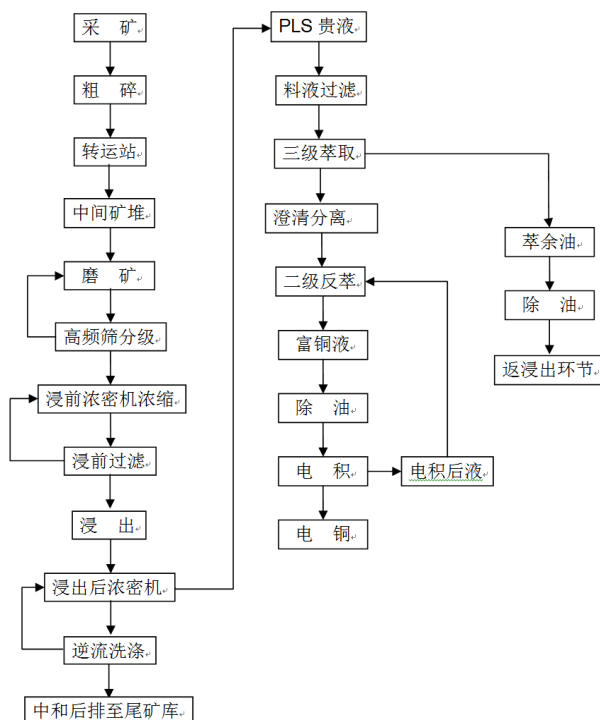 采 矿
粗 碎
转运站
中间矿堆
磨 矿
高频筛分级
浸前浓密机浓缩
浸前过滤
浸 出
浸出后浓密机
逆流洗涤
中和后排至尾矿库
PLS 贵液
料液过滤
三级萃取
澄清分离
二级反萃
富铜液
除 油
电 积
电铜
电积后液
萃余油
除 油
返浸出环节